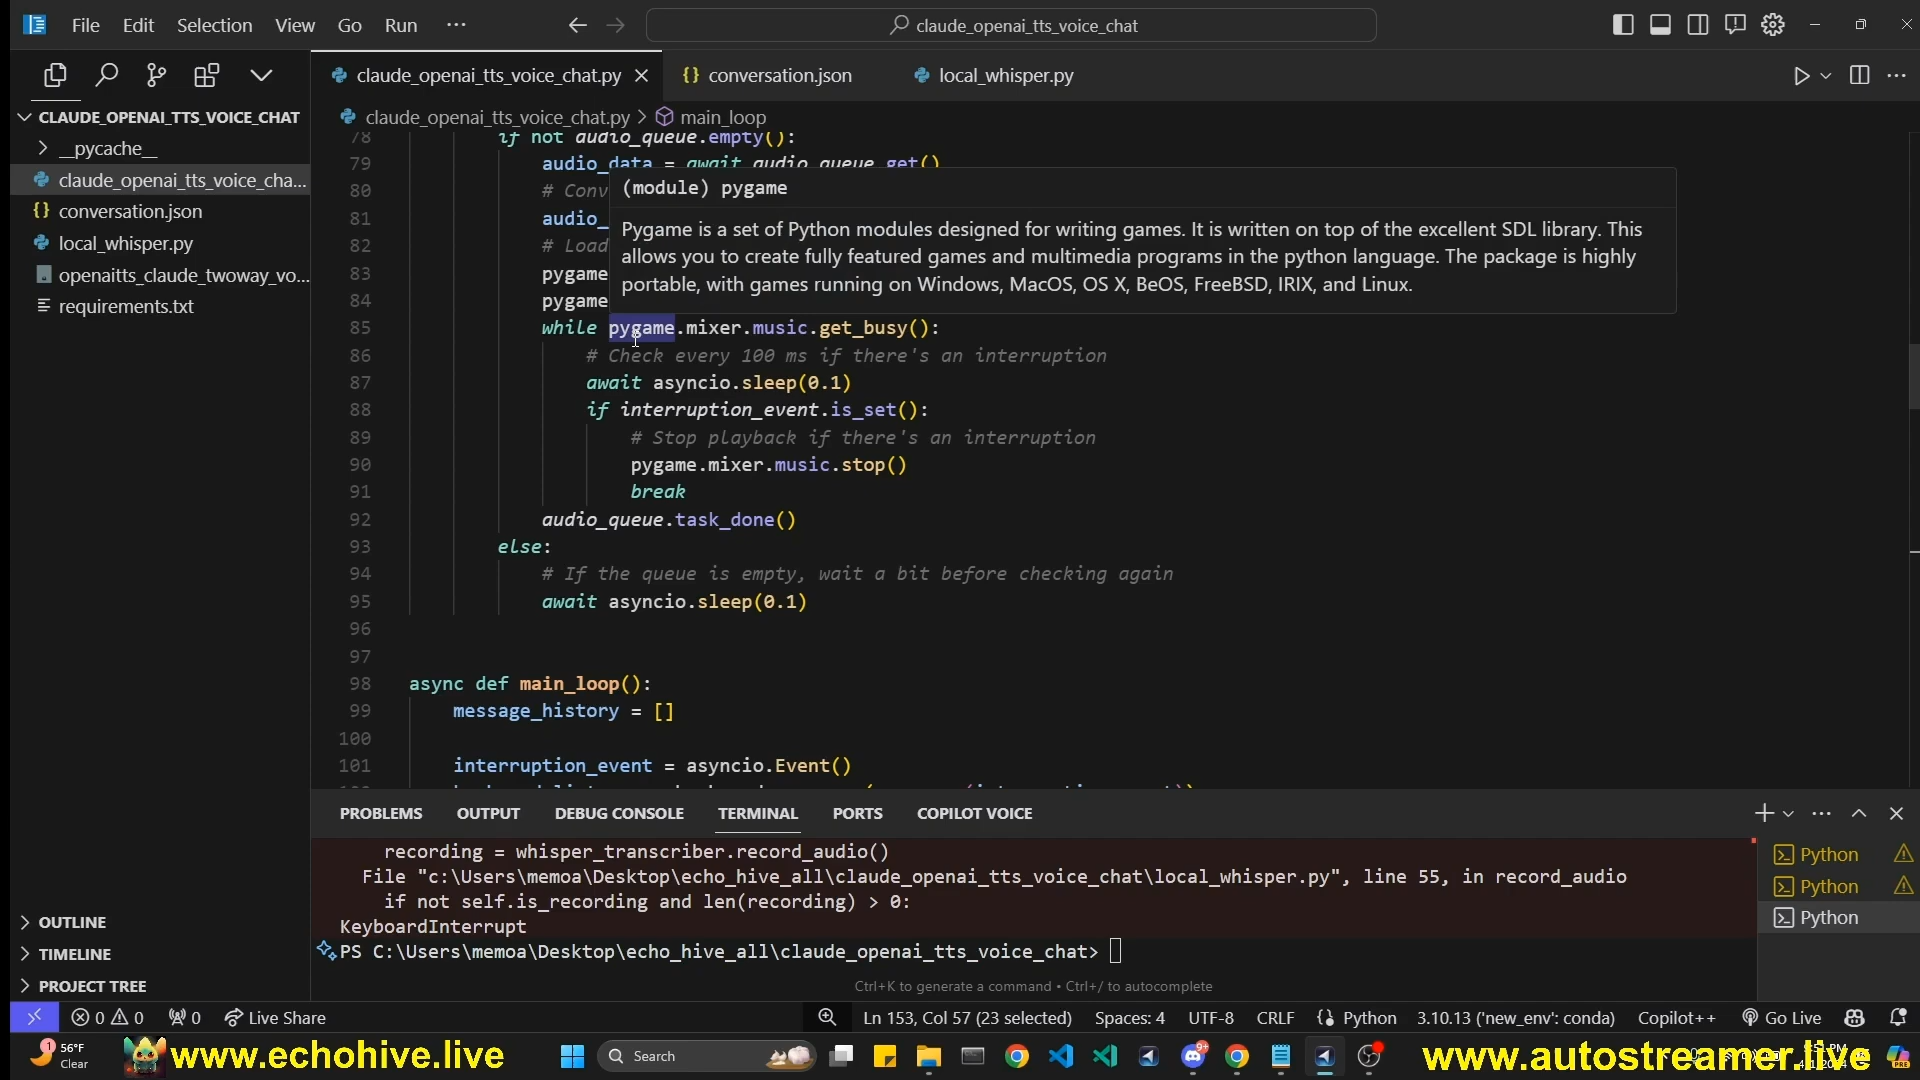 File Edit Selection View Go Run ··· claude_openai_tts_voice_chat
claude_openai_tts_voice_chat.py conversation.json local_whisper.py
CLAUDE_OPENAI_TTS_VOICE_CHAT
__pycache__
claude_openai_tts_voice_cha...
conversation.json
local_whisper.py
openaitts_claude_twoway_vo...
requirements.txt
OUTLINE
TIMELINE
PROJECT TREE
claude_openai_tts_voice_chat.py > main_loop
78 if not audio_queue.empty():
79 audio_data = await audio_queue.get()
80 # Conv
81 audio_
82 # Load
83 pygame
84 pygame
(module) pygame
Pygame is a set of Python modules designed for writing games. It is written on top of the excellent SDL library. This
allows you to create fully featured games and multimedia programs in the python language. The package is highly
portable, with games running on Windows, MacOS, OS X, BeOS, FreeBSD, IRIX, and Linux.
85 while pygame.mixer.music.get_busy():
86 # Check every 100 ms if there's an interruption
87 await asyncio.sleep(0.1)
88 if interruption_event.is_set():
89 # Stop playback if there's an interruption
90 pygame.mixer.music.stop()
91 break
92 audio_queue.task_done()
93 else:
94 # If the queue is empty, wait a bit before checking again
95 await asyncio.sleep(0.1)
96
97
98 async def main_loop():
99 message_history = []
100
101 interruption_event = asyncio.Event()
PROBLEMS OUTPUT DEBUG CONSOLE TERMINAL PORTS COPILOT VOICE
recording = whisper_transcriber.record_audio()
File "c:\Users\memoa\Desktop\echo_hive_all\claude_openai_tts_voice_chat\local_whisper.py", line 55, in record_audio
if not self.is_recording and len(recording) > 0:
KeyboardInterrupt
PS C:\Users\memoa\Desktop\echo_hive_all\claude_openai_tts_voice_chat>
Ctrl+K to generate a command • Ctrl+/ to autocomplete
Python
Python
Python
0 0 0 Live Share Ln 153, Col 57 (23 selected) Spaces: 4 UTF-8 CRLF Python 3.10.13 ('new_env': conda) Copilot++ Go Live
1 56°F
Clear
www.echohive.live Search 9+ www.autostreamer.live